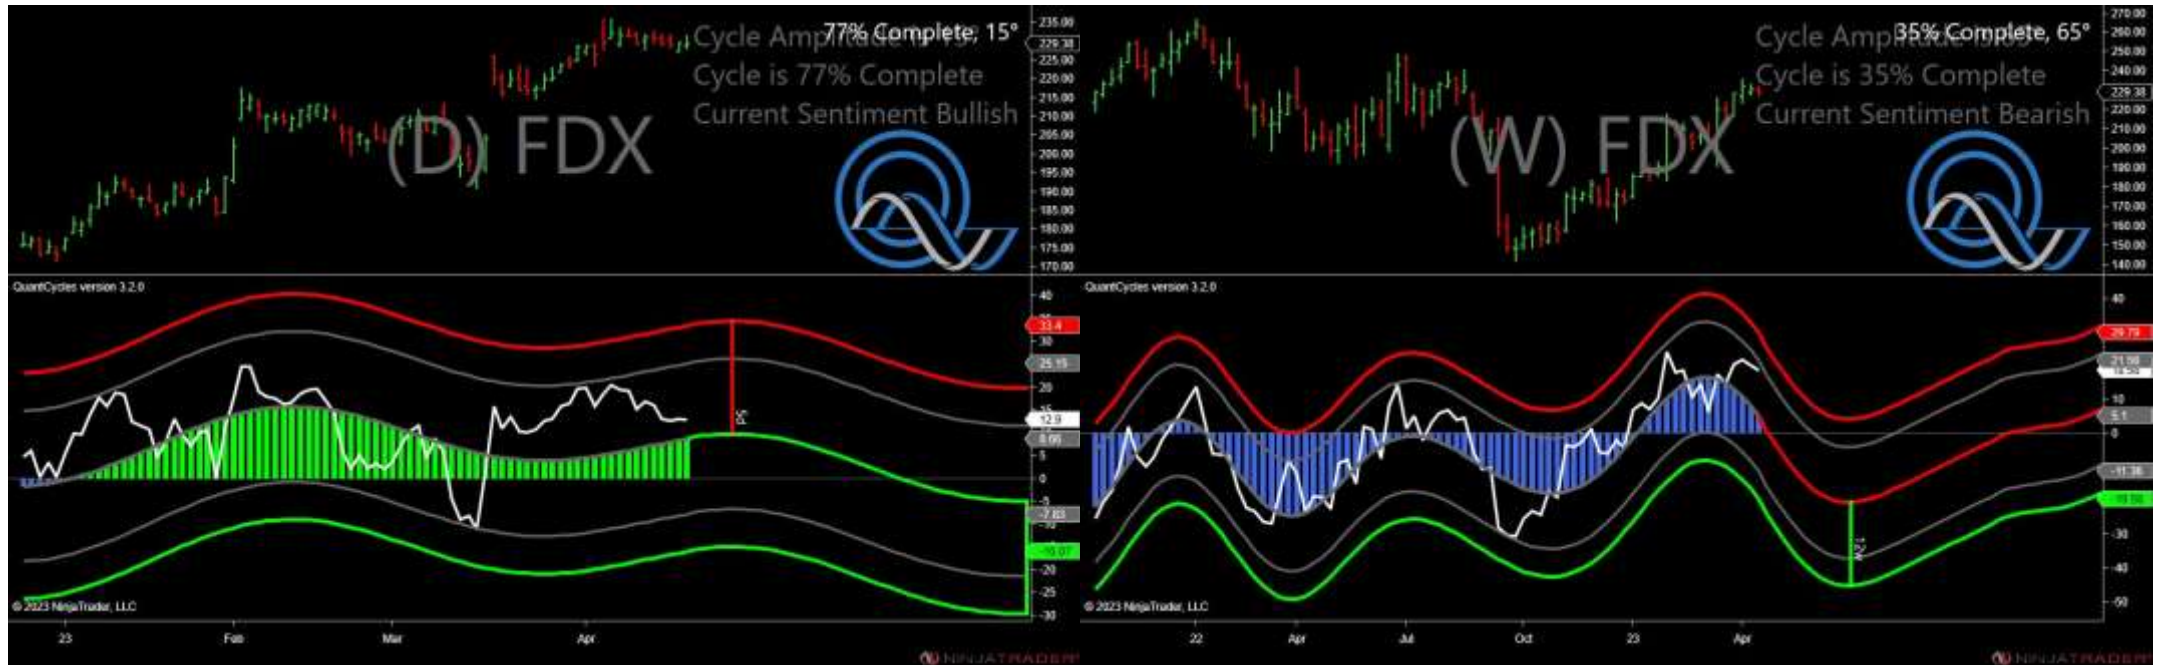 77% Complete, 15°
Cycle Amplitude is 15°
Cycle is 77% Complete
Current Sentiment Bullish
(D) FDX
235.00
229.38
225.00
220.00
215.00
210.00
205.00
200.00
195.00
190.00
185.00
180.00
175.00
170.00
QuantCycles version 3.2.0
40
33.4
30
25.15
20
12.9
8.66
5
0
-5
-7.83
-16.07
-20
-25
-30
5d
© 2023 NinjaTrader, LLC
23
Feb
Mar
Apr
NINJATRADER
35% Complete, 65°
Cycle Amplitude is 65°
Cycle is 35% Complete
Current Sentiment Bearish
(W) FDX
270.00
260.00
250.00
240.00
229.38
220.00
210.00
200.00
190.00
180.00
170.00
160.00
150.00
140.00
QuantCycles version 3.2.0
40
29.79
10
5.1
0
-11.36
-30
-40
-50
12w
© 2023 NinjaTrader, LLC
22
Apr
Jul
Oct
23
Apr
NINJATRADER